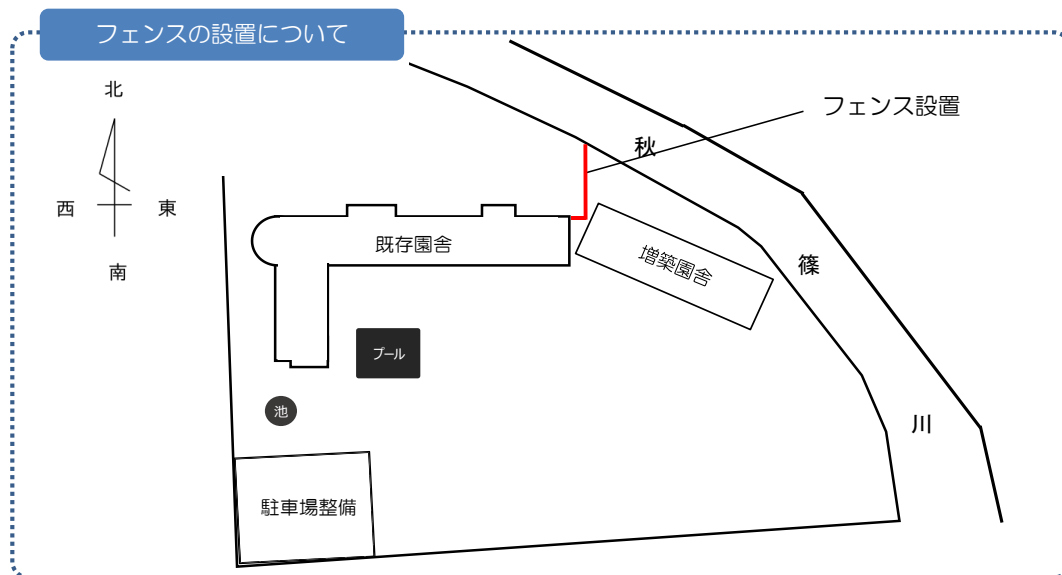 フェンスの設置について
北
フェンス設置
秋
西
東
既存園舎
増築園舎
篠
南
プール
池
川
駐車場整備